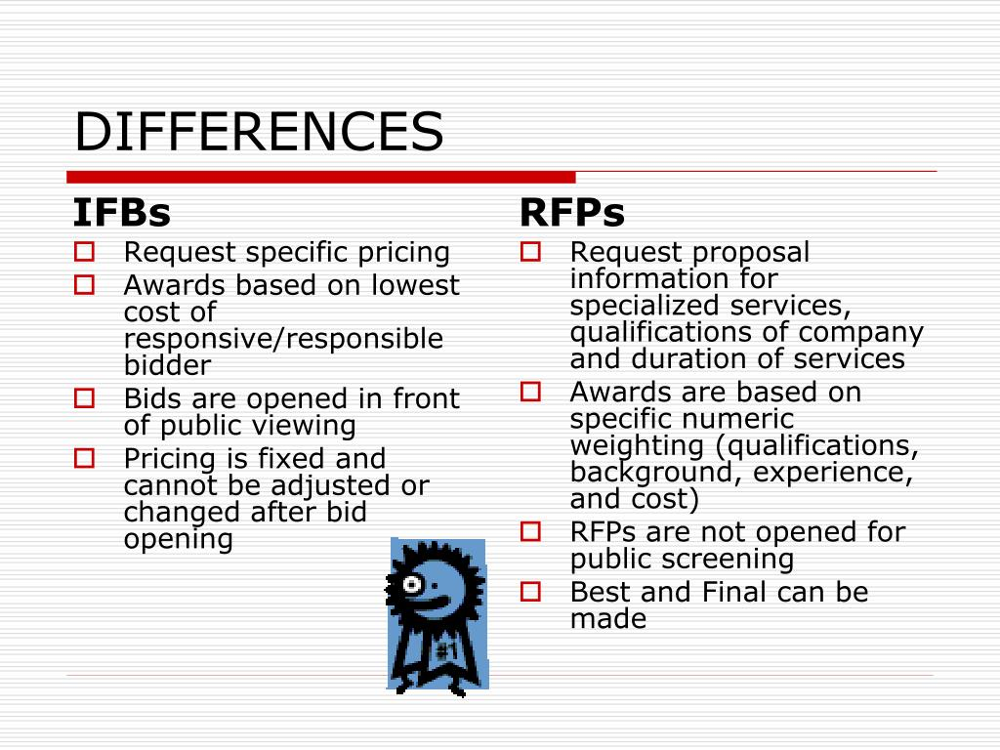 DIFFERENCES
IFBs
Request specific pricing
Awards based on lowest
cost of
responsive/responsible
bidder
Bids are opened in front
of public viewing
Pricing is fixed and
cannot be adjusted or
changed after bid
opening
#1
RFPs
Request proposal
information for
specialized services,
qualifications of company
and duration of services
Awards are based on
specific numeric
weighting (qualifications,
background, experience,
and cost)
RFPs are not opened for
public screening
Best and Final can be
made